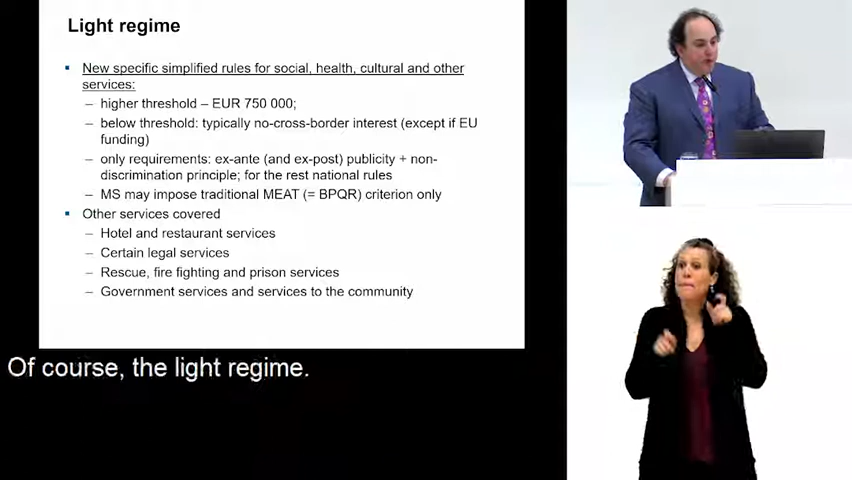 Light regime
▪ New specific simplified rules for social, health, cultural and other
services:
– higher threshold – EUR 750 000;
– below threshold: typically no-cross-border interest (except if EU
funding)
– only requirements: ex-ante (and ex-post) publicity + non-
discrimination principle; for the rest national rules
– MS may impose traditional MEAT (= BPQR) criterion only
▪ Other services covered
– Hotel and restaurant services
– Certain legal services
– Rescue, fire fighting and prison services
– Government services and services to the community
Of course, the light regime.